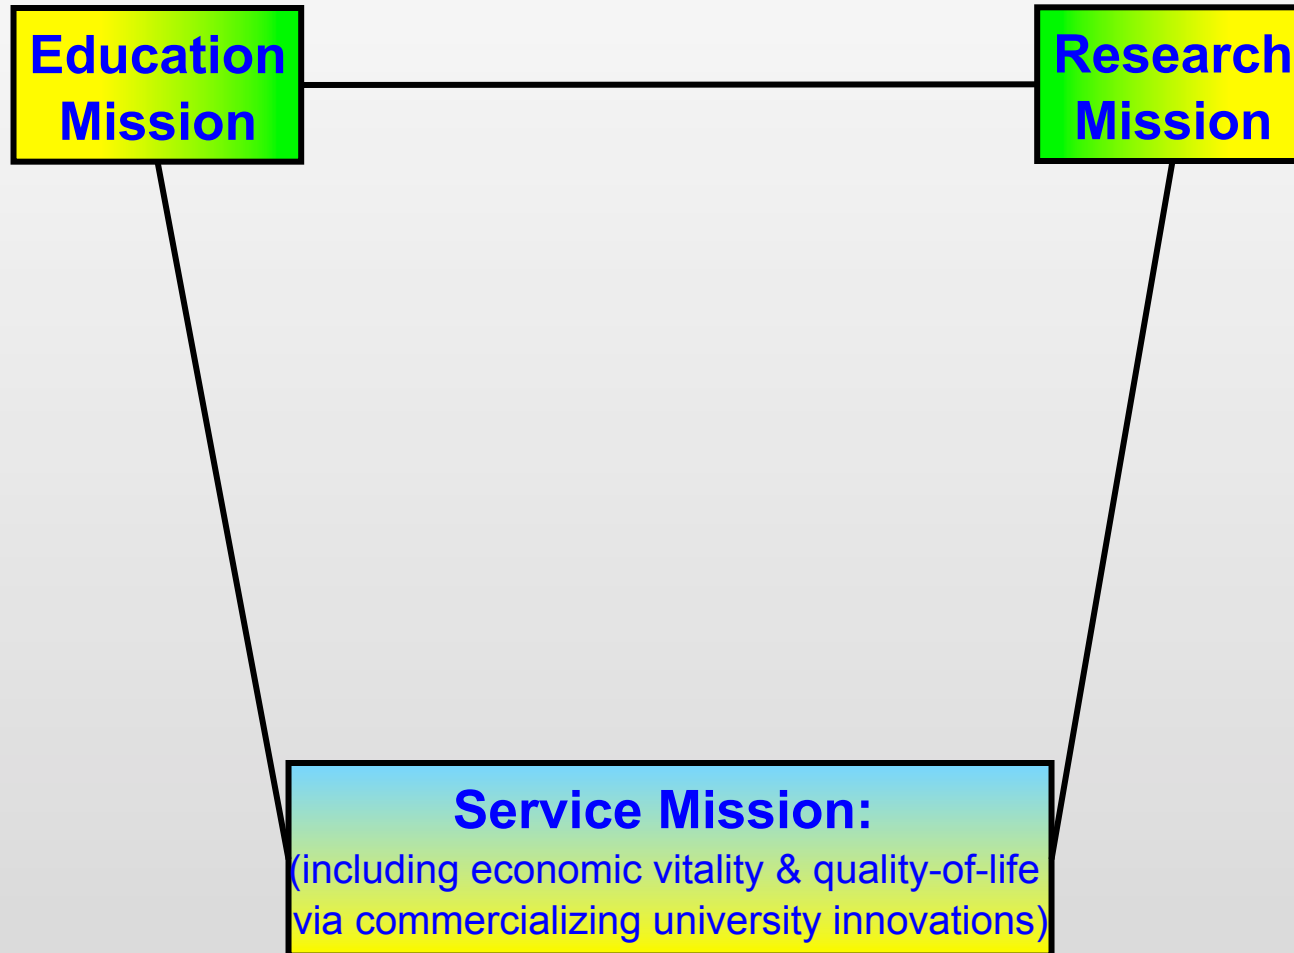 Education
Mission
Research
Mission
Service Mission:
(including economic vitality & quality-of-life
via commercializing university innovations)